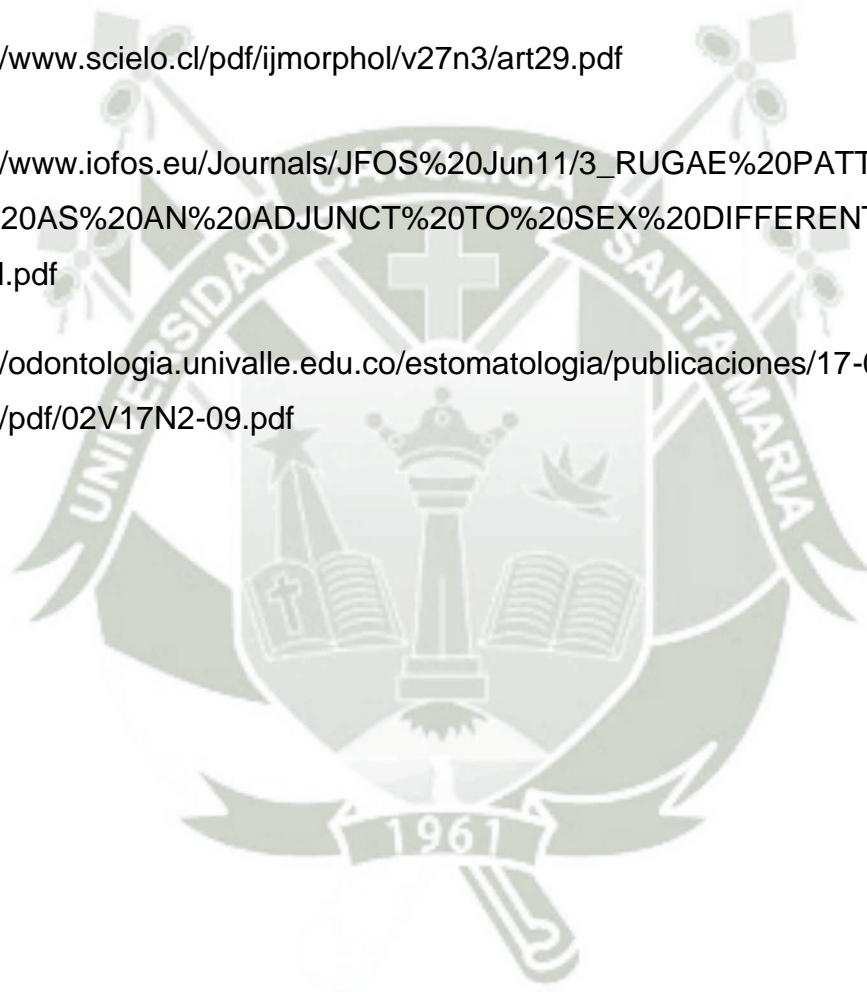 /www.scielo.cl/pdf/ijmorphol/v27n3/art29.pdf
/www.iofos.eu/Journals/JFOS%20Jun11/3_RUGAE%20PATT
20AS%20AN%20ADJUNCT%20TO%20SEX%20DIFFERENT
.pdf
/odontologia.univalle.edu.co/estomatologia/publicaciones/17-
/pdf/02V17N2-09.pdf
UNIVERSIDAD CATOLICA SANTA MARIA
1961